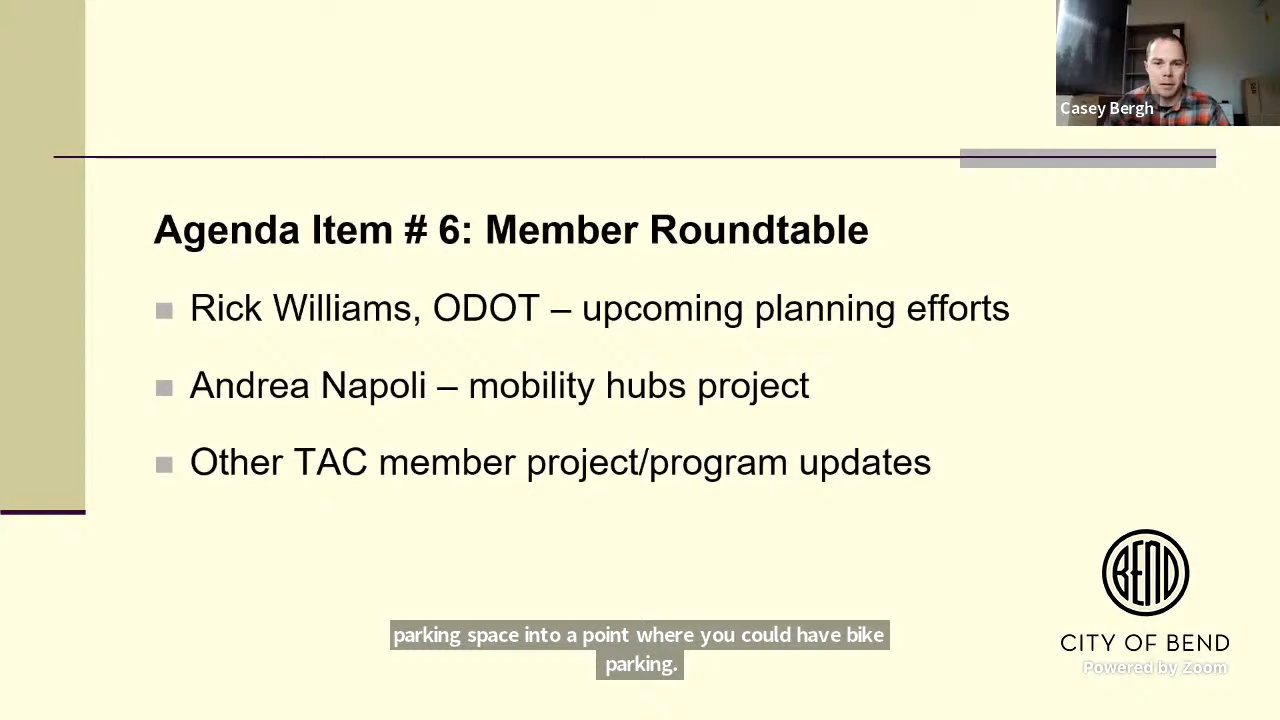 Casey Bergh
Agenda Item # 6: Member Roundtable
Rick Williams, ODOT – upcoming planning efforts
Andrea Napoli – mobility hubs project
Other TAC member project/program updates
BEND
CITY OF BEND
Powered by Zoom
parking space into a point where you could have bike
parking.